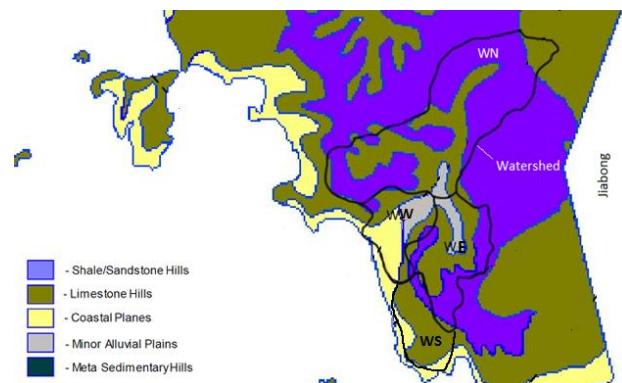 WN
Watershed
Jiabong
WW
WE
WS
- Shale/Sandstone Hills
- Limestone Hills
- Coastal Planes
- Minor Alluvial Plains
- Meta Sedimentary Hills